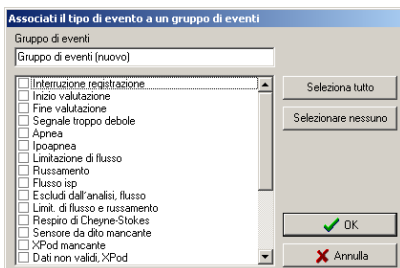 Associati il tipo di evento a un gruppo di eventi
Gruppo di eventi
Gruppo di eventi (nuovo)
Interruzione registrazione
Inizio valutazione
Fine valutazione
Segnale troppo debole
Apnea
Ipoapnea
Limitazione di flusso
Russamento
Flusso isp
Escludi dall'analisi, flusso
Limit. di flusso e russamento
Respiro di Cheyne-Stokes
Sensore da dito mancante
XPod mancante
Dati non validi, XPod
Seleziona tutto
Selezionare nessuno
OK
Annulla